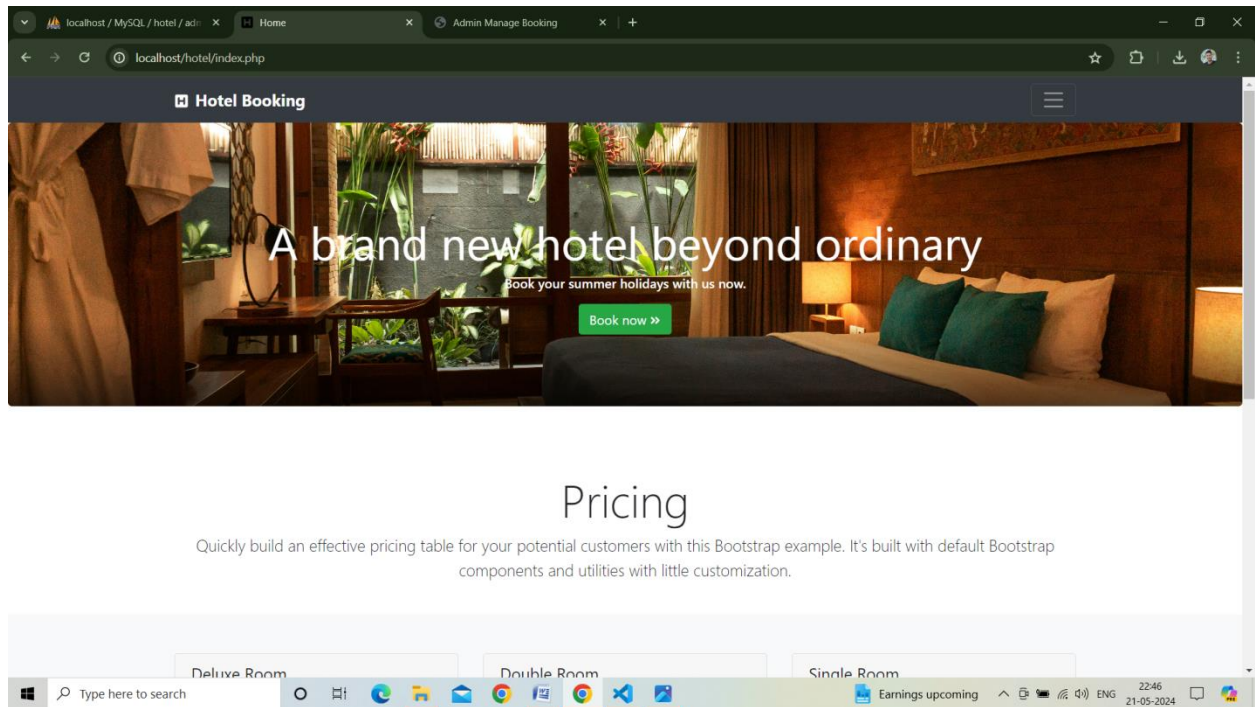 localhost / MySQL / hotel / adn
Home
Admin Manage Booking
localhost/hotel/index.php
H Hotel Booking
A brand new hotel beyond ordinary
Book your summer holidays with us now.
Book now »
Pricing
Quickly build an effective pricing table for your potential customers with this Bootstrap example. It's built with default Bootstrap
components and utilities with little customization.
Deluxe Room
Double Room
Single Room
Type here to search
Earnings upcoming
ENG
22:46
21-05-2024